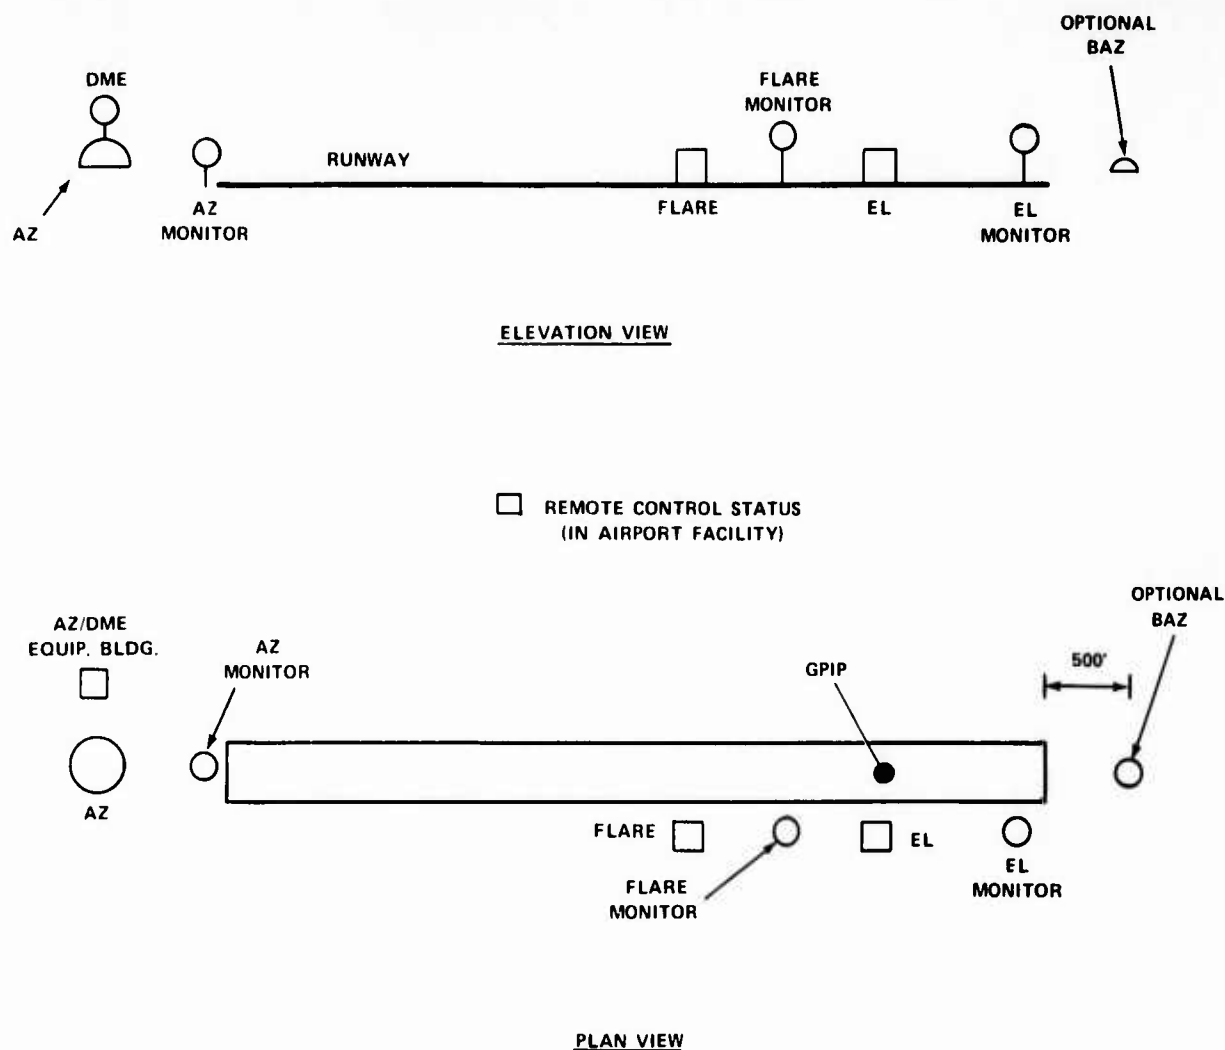 OPTIONAL
BAZ
DME
FLARE
MONITOR
RUNWAY
AZ
AZ
MONITOR
FLARE
EL
EL
MONITOR
ELEVATION VIEW
REMOTE CONTROL STATUS
(IN AIRPORT FACILITY)
AZ/DME
EQUIP. BLDG.
AZ
MONITOR
GPIP
500'
OPTIONAL
BAZ
AZ
FLARE
EL
FLARE
MONITOR
EL
MONITOR
PLAN VIEW